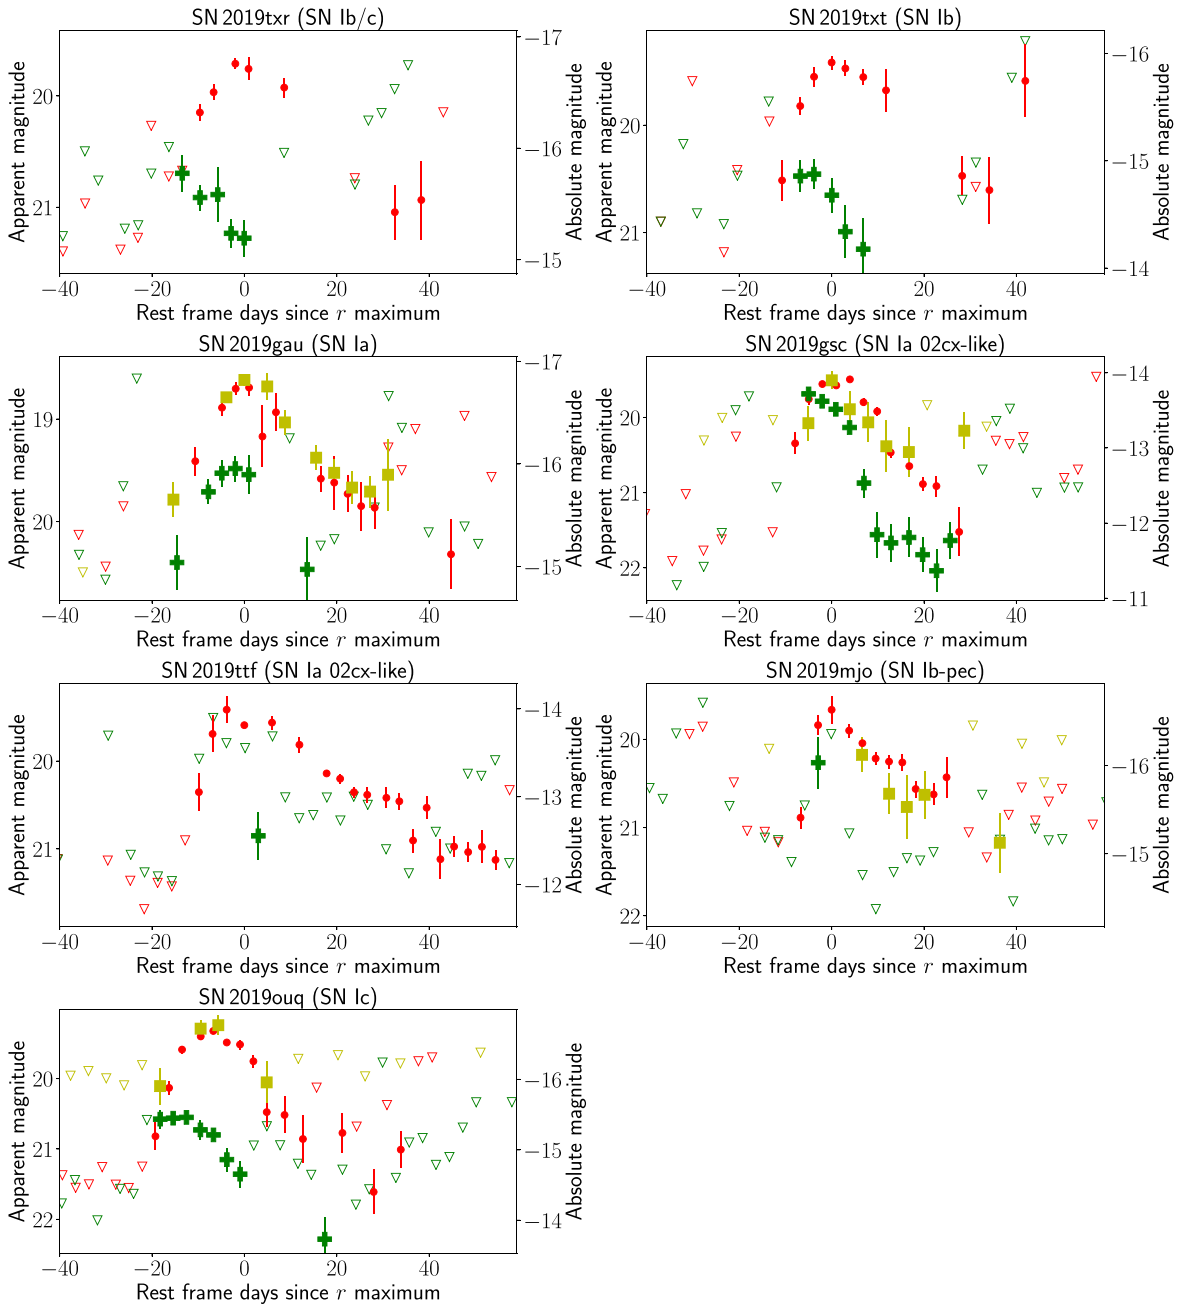 SN 2019txr (SN Ib/c)
Apparent magnitude
20
21
−17
−16
−15
Absolute magnitude
−40 −20 0 20 40
Rest frame days since r maximum
SN 2019txt (SN Ib)
Apparent magnitude
20
21
−16
−15
−14
Absolute magnitude
−40 −20 0 20 40
Rest frame days since r maximum
SN 2019gau (SN Ia)
Apparent magnitude
19
20
−17
−16
−15
Absolute magnitude
−40 −20 0 20 40
Rest frame days since r maximum
SN 2019gsc (SN Ia 02cx-like)
Apparent magnitude
20
21
22
−14
−13
−12
−11
Absolute magnitude
−40 −20 0 20 40
Rest frame days since r maximum
SN 2019ttf (SN Ia 02cx-like)
Apparent magnitude
20
21
−14
−13
−12
Absolute magnitude
−40 −20 0 20 40
Rest frame days since r maximum
SN 2019mjo (SN Ib-pec)
Apparent magnitude
20
21
22
−16
−15
Absolute magnitude
−40 −20 0 20 40
Rest frame days since r maximum
SN 2019ouq (SN Ic)
Apparent magnitude
20
21
22
−16
−15
−14
Absolute magnitude
−40 −20 0 20 40
Rest frame days since r maximum